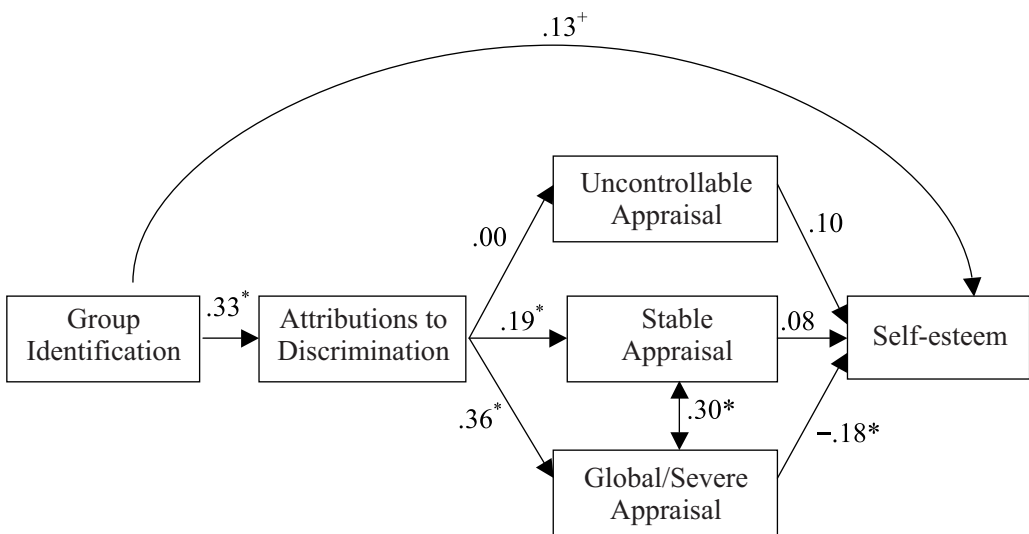 .13+
Uncontrollable
Appraisal
.00
.10
Group
Identification
.33*
Attributions to
Discrimination
.19*
Stable
Appraisal
.08
Self-esteem
.36*
.30*
–.18*
Global/Severe
Appraisal